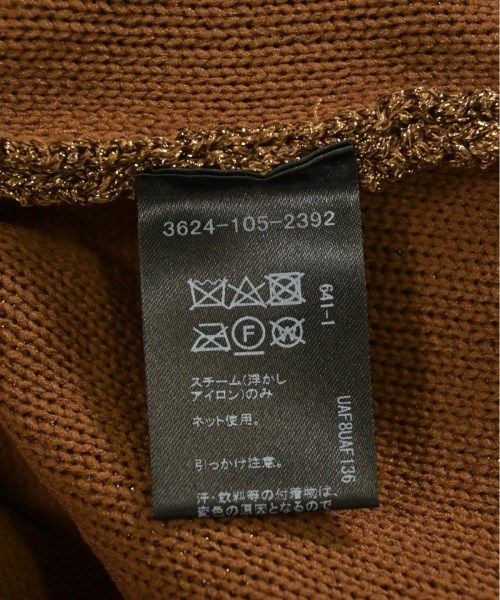 3624-105-2392
641-1
F
W
スチーム(浮かし
アイロン)のみ
ネット使用。
引っかけ注意。
汗・飲料等の付着物は、
変色の原因となるので
UAF8UAF136